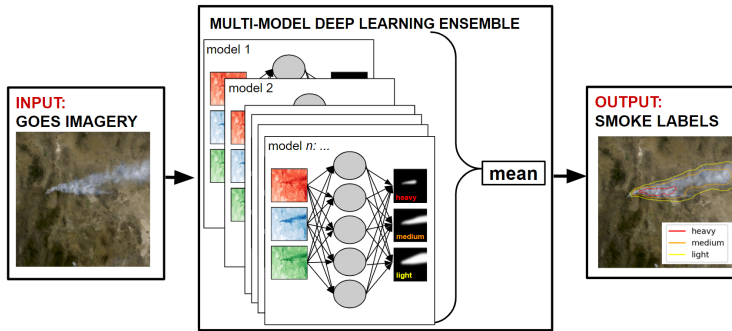 MULTI-MODEL DEEP LEARNING ENSEMBLE
INPUT:
GOES IMAGERY
model 1
model 2
model n: ...
heavy
medium
light
mean
OUTPUT:
SMOKE LABELS
heavy
medium
light